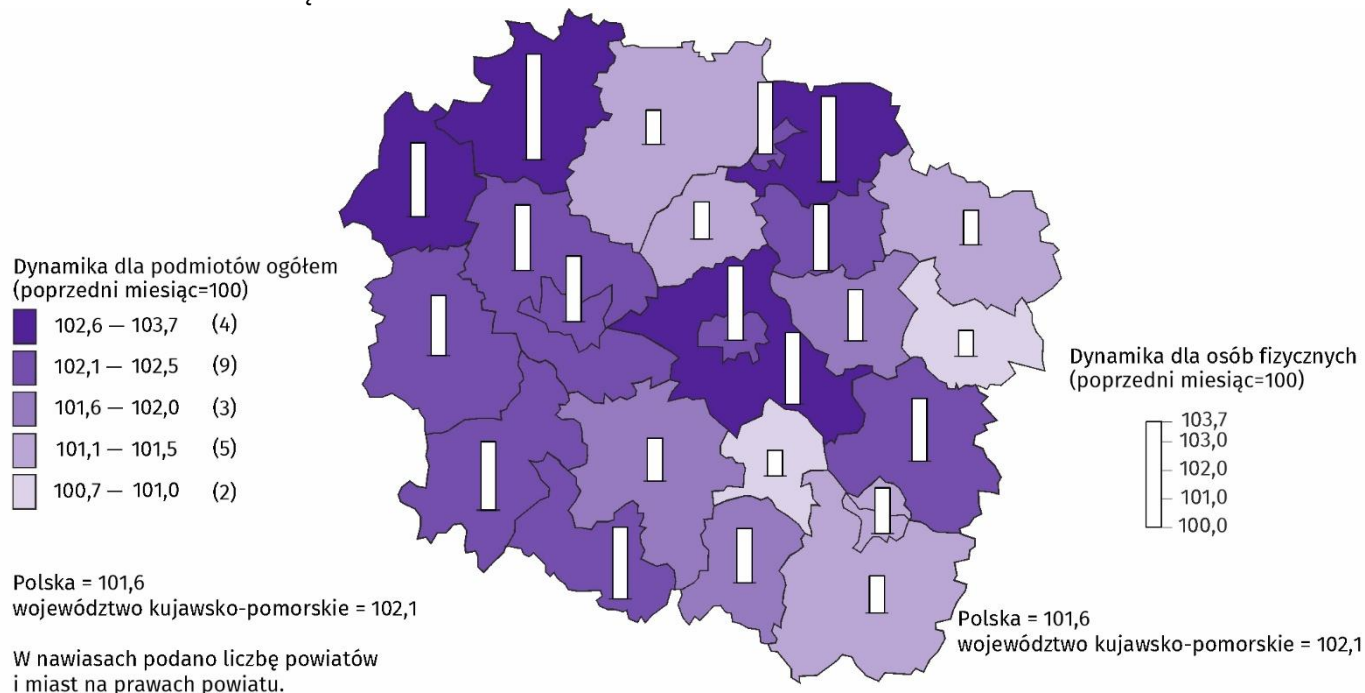 Dynamika dla podmiotów ogółem
(poprzedni miesiąc=100)
102,6 — 103,7 (4)
102,1 — 102,5 (9)
101,6 — 102,0 (3)
101,1 — 101,5 (5)
100,7 — 101,0 (2)
Polska = 101,6
województwo kujawsko-pomorskie = 102,1
W nawiasach podano liczbę powiatów
i miast na prawach powiatu.
Dynamika dla osób fizycznych
(poprzedni miesiąc=100)
103,7
103,0
102,0
101,0
100,0
Polska = 101,6
województwo kujawsko-pomorskie = 102,1